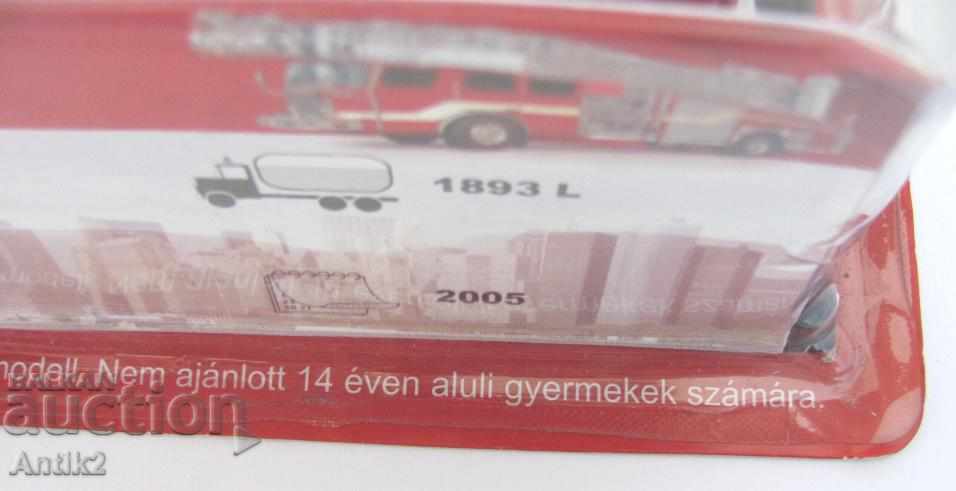 1893 L
2005
modell. Nem ajánlott 14 éven aluli gyermekek számára.
BALKAN
auction
Antik2